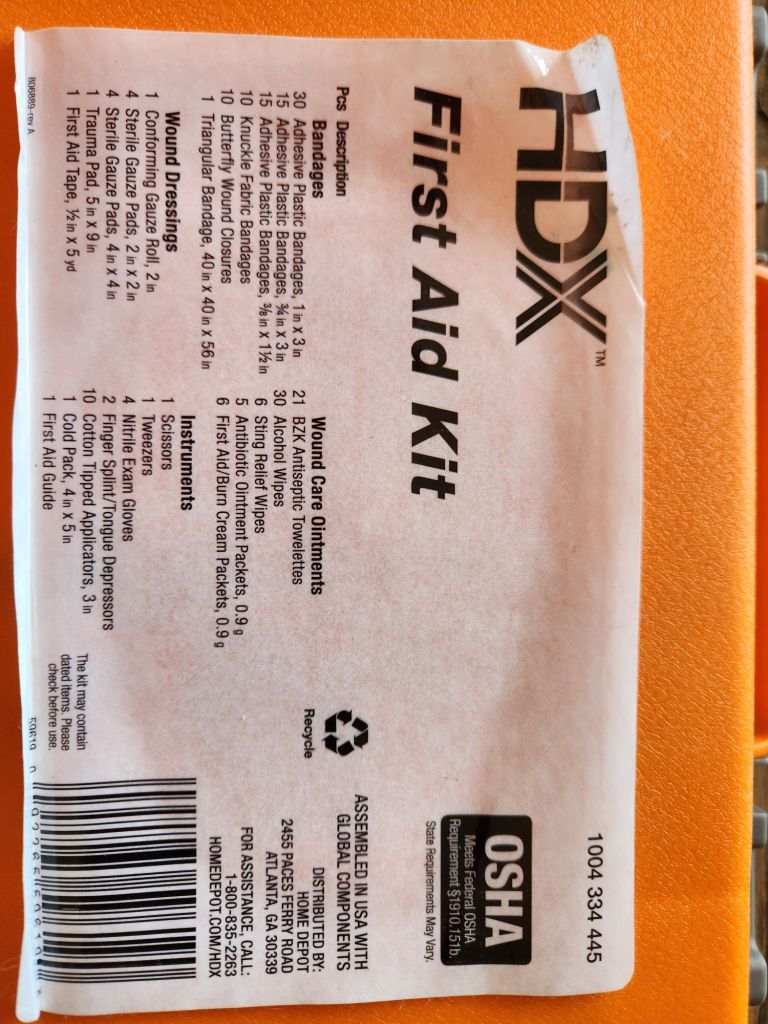 HDX™
1004 334 445
First Aid Kit
OSHA
Meets Federal OSHA
Requirement §1910.151b.
State Requirements May Vary.
Pcs Description
Bandages
30 Adhesive Plastic Bandages, 1 in x 3 in
15 Adhesive Plastic Bandages, ¾ in x 3 in
15 Adhesive Plastic Bandages, ⅜ in x 1½ in
10 Knuckle Fabric Bandages
10 Butterfly Wound Closures
1 Triangular Bandage, 40 in x 40 in x 56 in
Wound Dressings
1 Conforming Gauze Roll, 2 in
4 Sterile Gauze Pads, 2 in x 2 in
4 Sterile Gauze Pads, 4 in x 4 in
1 Trauma Pad, 5 in x 9 in
1 First Aid Tape, ½ in x 5 yd
806889-rev A
Wound Care Ointments
21 BZK Antiseptic Towelettes
30 Alcohol Wipes
6 Sting Relief Wipes
5 Antibiotic Ointment Packets, 0.9 g
6 First Aid/Burn Cream Packets, 0.9 g
Instruments
1 Scissors
1 Tweezers
4 Nitrile Exam Gloves
2 Finger Splint/Tongue Depressors
10 Cotton Tipped Applicators, 3 in
1 Cold Pack, 4 in x 5 in
1 First Aid Guide
Recycle
ASSEMBLED IN USA WITH
GLOBAL COMPONENTS
DISTRIBUTED BY:
HOME DEPOT
2455 PACES FERRY ROAD
ATLANTA, GA 30339
FOR ASSISTANCE, CALL:
1-800-835-2263
HOMEDEPOT.COM/HDX
The kit may contain
dated items. Please
check before use.
59619